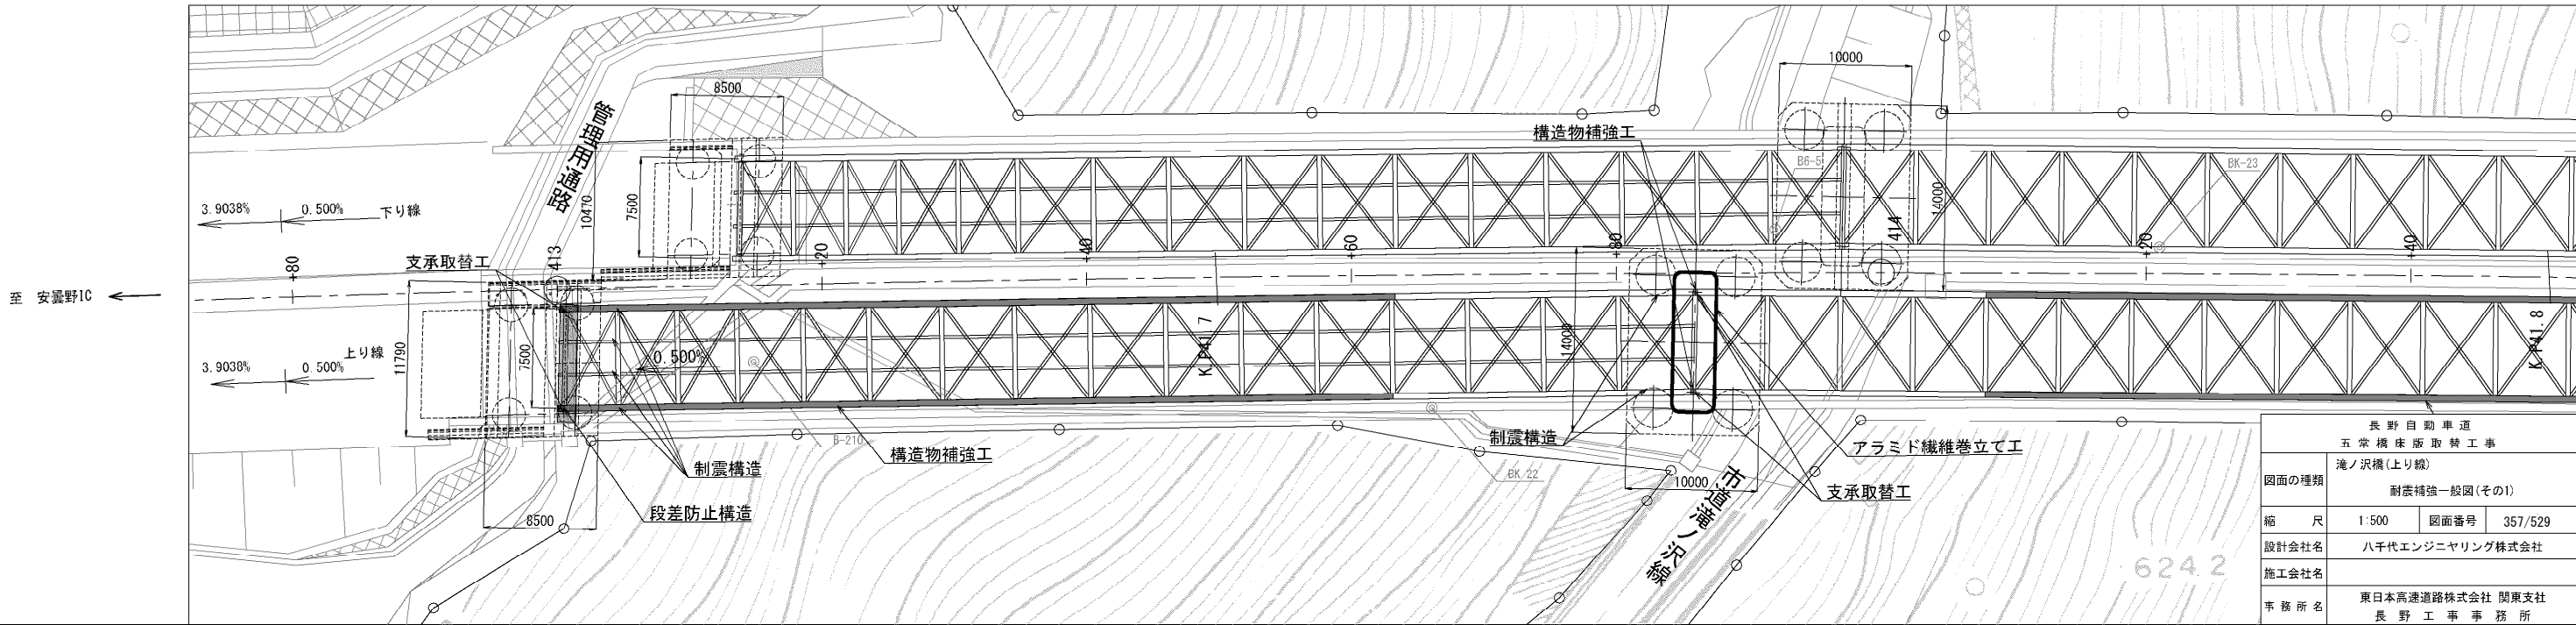 管理用通路
8500
10000
構造物補強工
B6-5
BK-23
3.9038%
0.500%
下り線
10470
7500
14000
414
支承取替工
413
+80
+20
+40
+60
+80
+20
+40
至 安曇野IC
11790
7500
0.500%
K.P41.7
14000
K.P41.8
上り線
3.9038%
0.500%
B-210
構造物補強工
制震構造
制震構造
BK-22
アラミド繊維巻立て工
支承取替工
10000
段差防止構造
8500
市道滝ノ沢線
624.2
長野自動車道
五常橋床版取替工事
図面の種類
滝ノ沢橋(上り線)
耐震補強一般図(その1)
縮 尺 1:500 図面番号 357/529
設計会社名 八千代エンジニヤリング株式会社
施工会社名
事務所名 東日本高速道路株式会社 関東支社
長野工事事務所